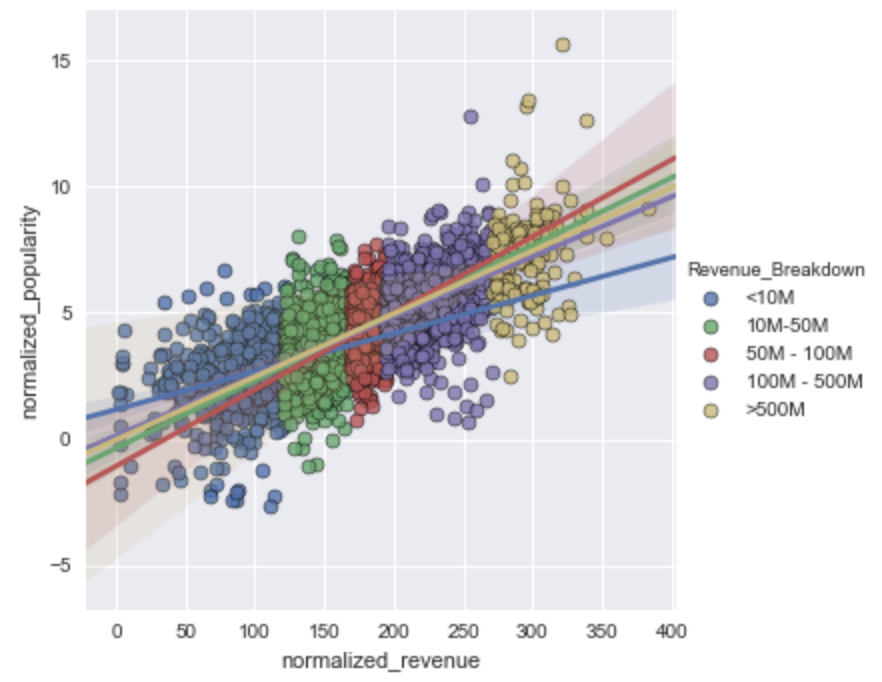 15
10
5
0
−5
normalized_popularity
0 50 100 150 200 250 300 350 400
normalized_revenue
Revenue_Breakdown
<10M
10M-50M
50M - 100M
100M - 500M
>500M